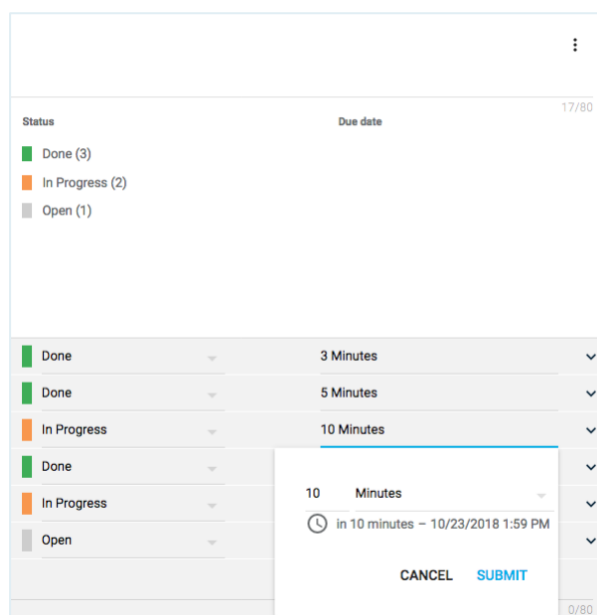 17/80
Status Due date
Done (3)
In Progress (2)
Open (1)
Done 3 Minutes
Done 5 Minutes
In Progress 10 Minutes
Done
10 Minutes
In Progress
in 10 minutes – 10/23/2018 1:59 PM
Open
CANCEL SUBMIT
0/80